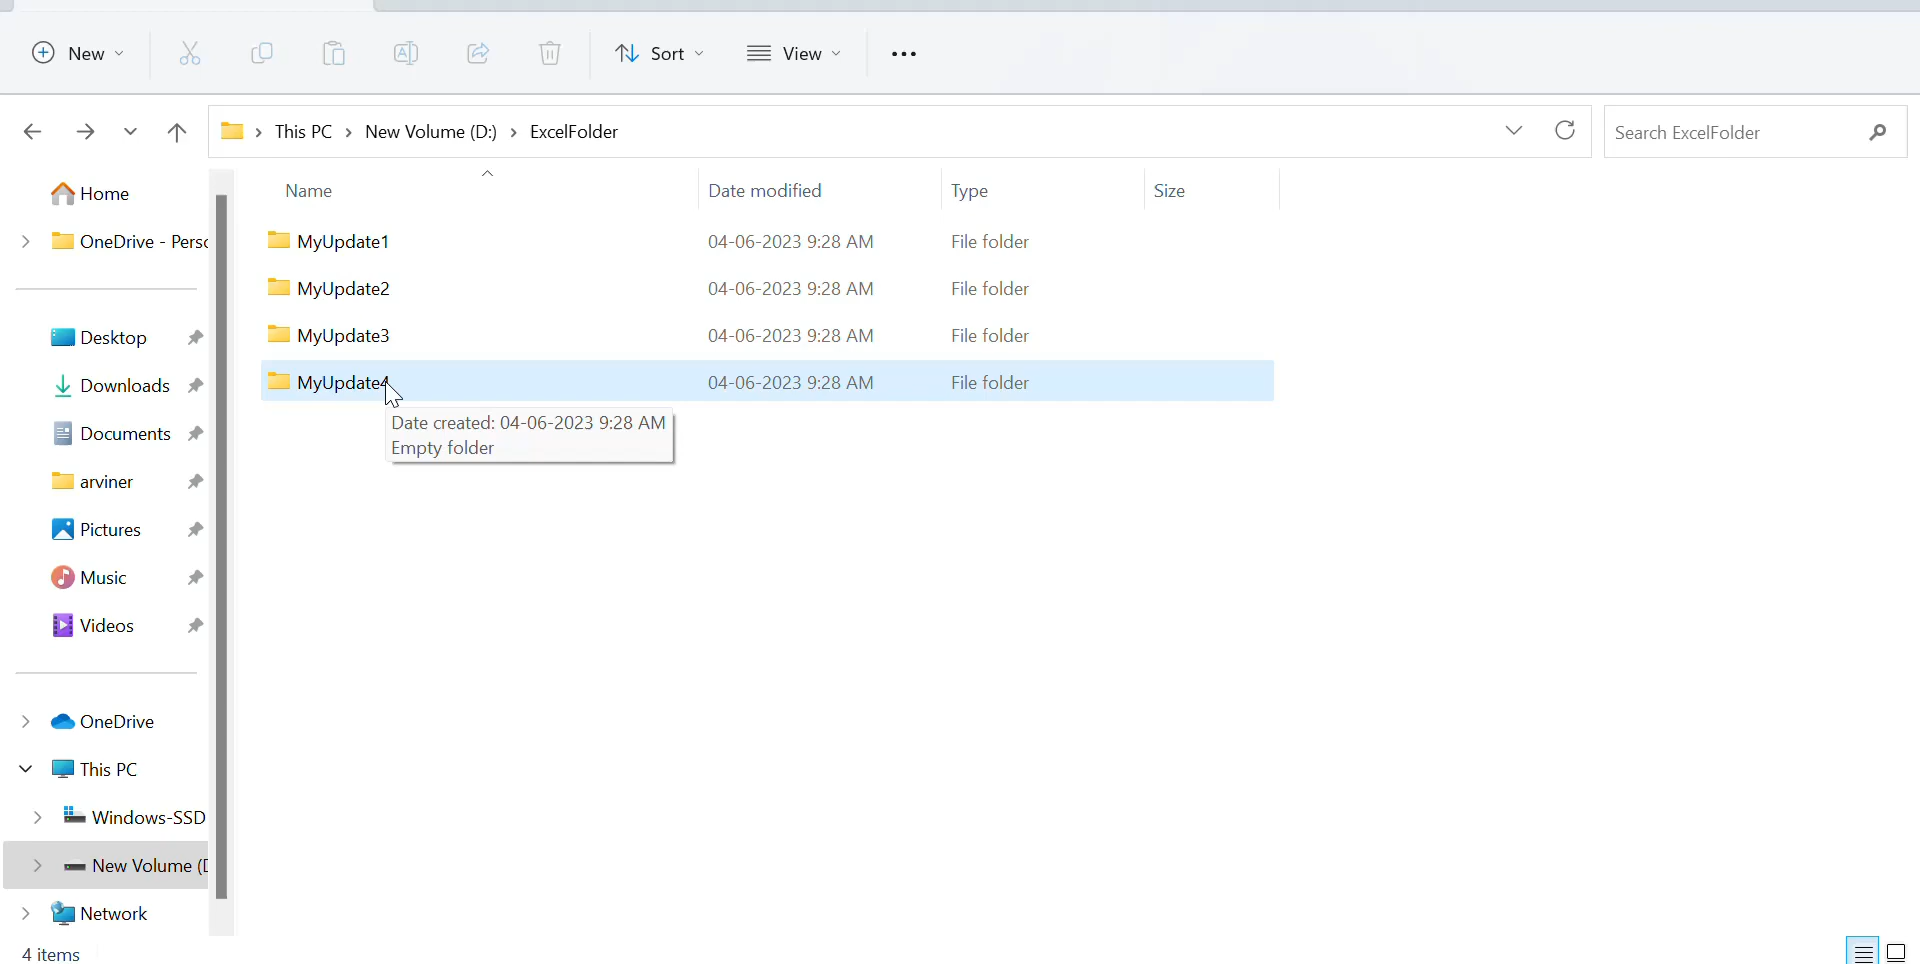 New Sort View
This PC > New Volume (D:) > ExcelFolder
Search ExcelFolder
Name Date modified Type Size
MyUpdate1 04-06-2023 9:28 AM File folder
MyUpdate2 04-06-2023 9:28 AM File folder
MyUpdate3 04-06-2023 9:28 AM File folder
MyUpdate4 04-06-2023 9:28 AM File folder
Date created: 04-06-2023 9:28 AM
Empty folder
Home
OneDrive - Perso
Desktop
Downloads
Documents
arviner
Pictures
Music
Videos
OneDrive
This PC
Windows-SSD
New Volume (D
Network
4 items